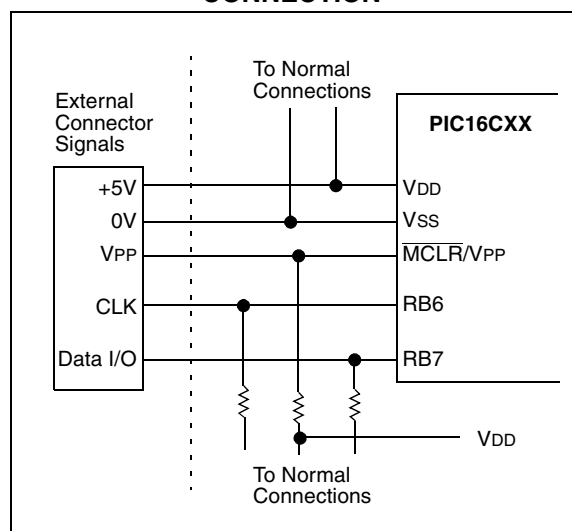 CONNECTION
To Normal
Connections
External
Connector
Signals
PIC16CXX
+5V
VDD
0V
VSS
VPP
MCLR/VPP
CLK
RB6
Data I/O
RB7
VDD
To Normal
Connections